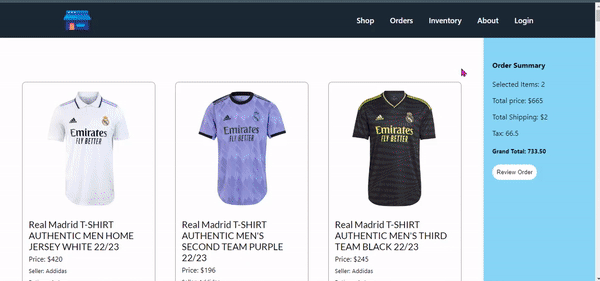 Shop Orders Inventory About Login
Emirates
FLY BETTER
Real Madrid T-SHIRT
AUTHENTIC MEN HOME
JERSEY WHITE 22/23
Price: $420
Seller: Addidas
Emirates
FLY BETTER
Real Madrid T-SHIRT
AUTHENTIC MEN'S
SECOND TEAM PURPLE
22/23
Price: $196
Emirates
FLY BETTER
Real Madrid T-SHIRT
AUTHENTIC MEN'S THIRD
TEAM BLACK 22/23
Price: $245
Seller: Addidas
Order Summary
Selected Items: 2
Total price: $665
Total Shipping: $2
Tax: 66.5
Grand Total: 733.50
Review Order